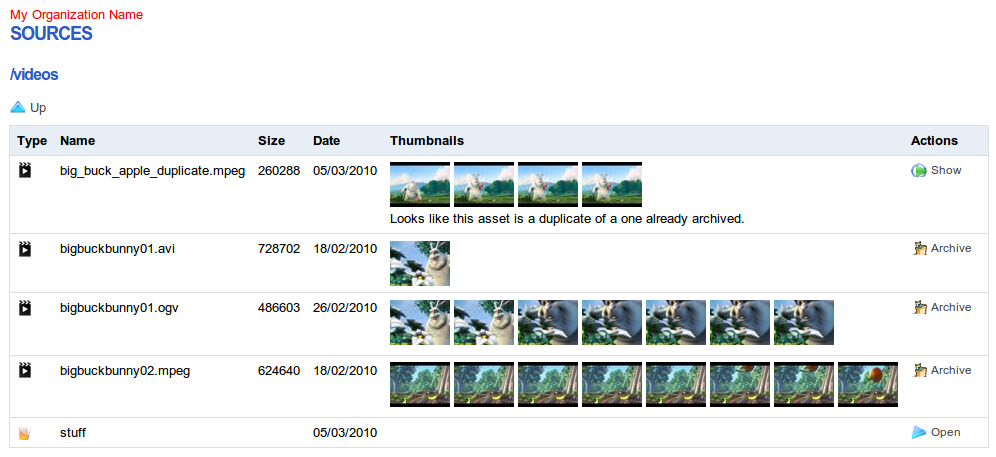 My Organization Name
SOURCES
/videos
Up
Type Name Size Date Thumbnails Actions
big_buck_apple_duplicate.mpeg 260288 05/03/2010 Show
Looks like this asset is a duplicate of a one already archived.
bigbuckbunny01.avi 728702 18/02/2010 Archive
bigbuckbunny01.ogv 486603 26/02/2010 Archive
bigbuckbunny02.mpeg 624640 18/02/2010 Archive
stuff 05/03/2010 Open